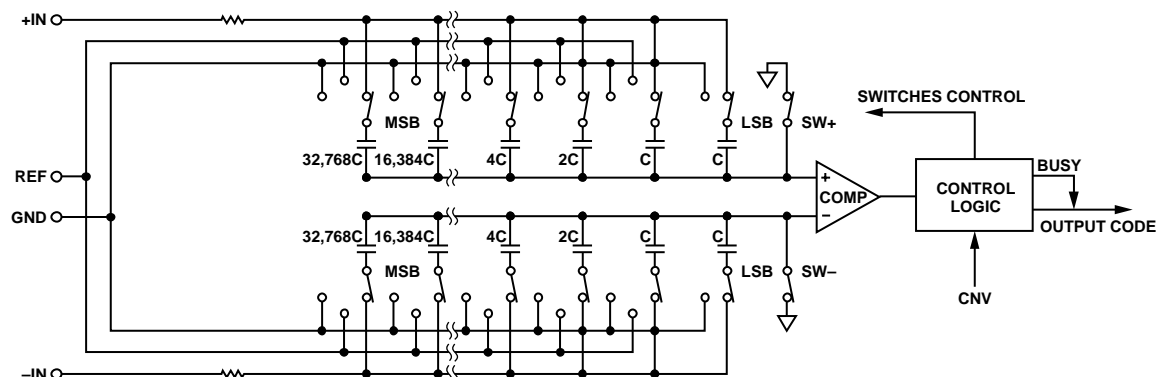 +IN
SWITCHES CONTROL
MSB
LSB
SW+
32,768C
16,384C
4C
2C
C
C
BUSY
REF
+
COMP
–
CONTROL
LOGIC
GND
OUTPUT CODE
32,768C
16,384C
4C
2C
C
C
MSB
LSB
SW–
CNV
–IN